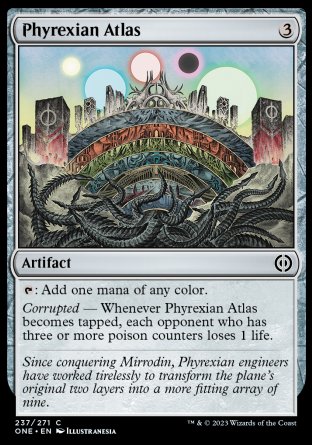 Phyrexian Atlas 3
Artifact
: Add one mana of any color.
Corrupted — Whenever Phyrexian Atlas
becomes tapped, each opponent who has
three or more poison counters loses 1 life.
Since conquering Mirrodin, Phyrexian engineers
have worked tirelessly to transform the plane's
original two layers into a more fitting array of
nine.
237/271 C
ONE • EN ILLUSTRANESIA
™ & © 2023 Wizards of the Coast